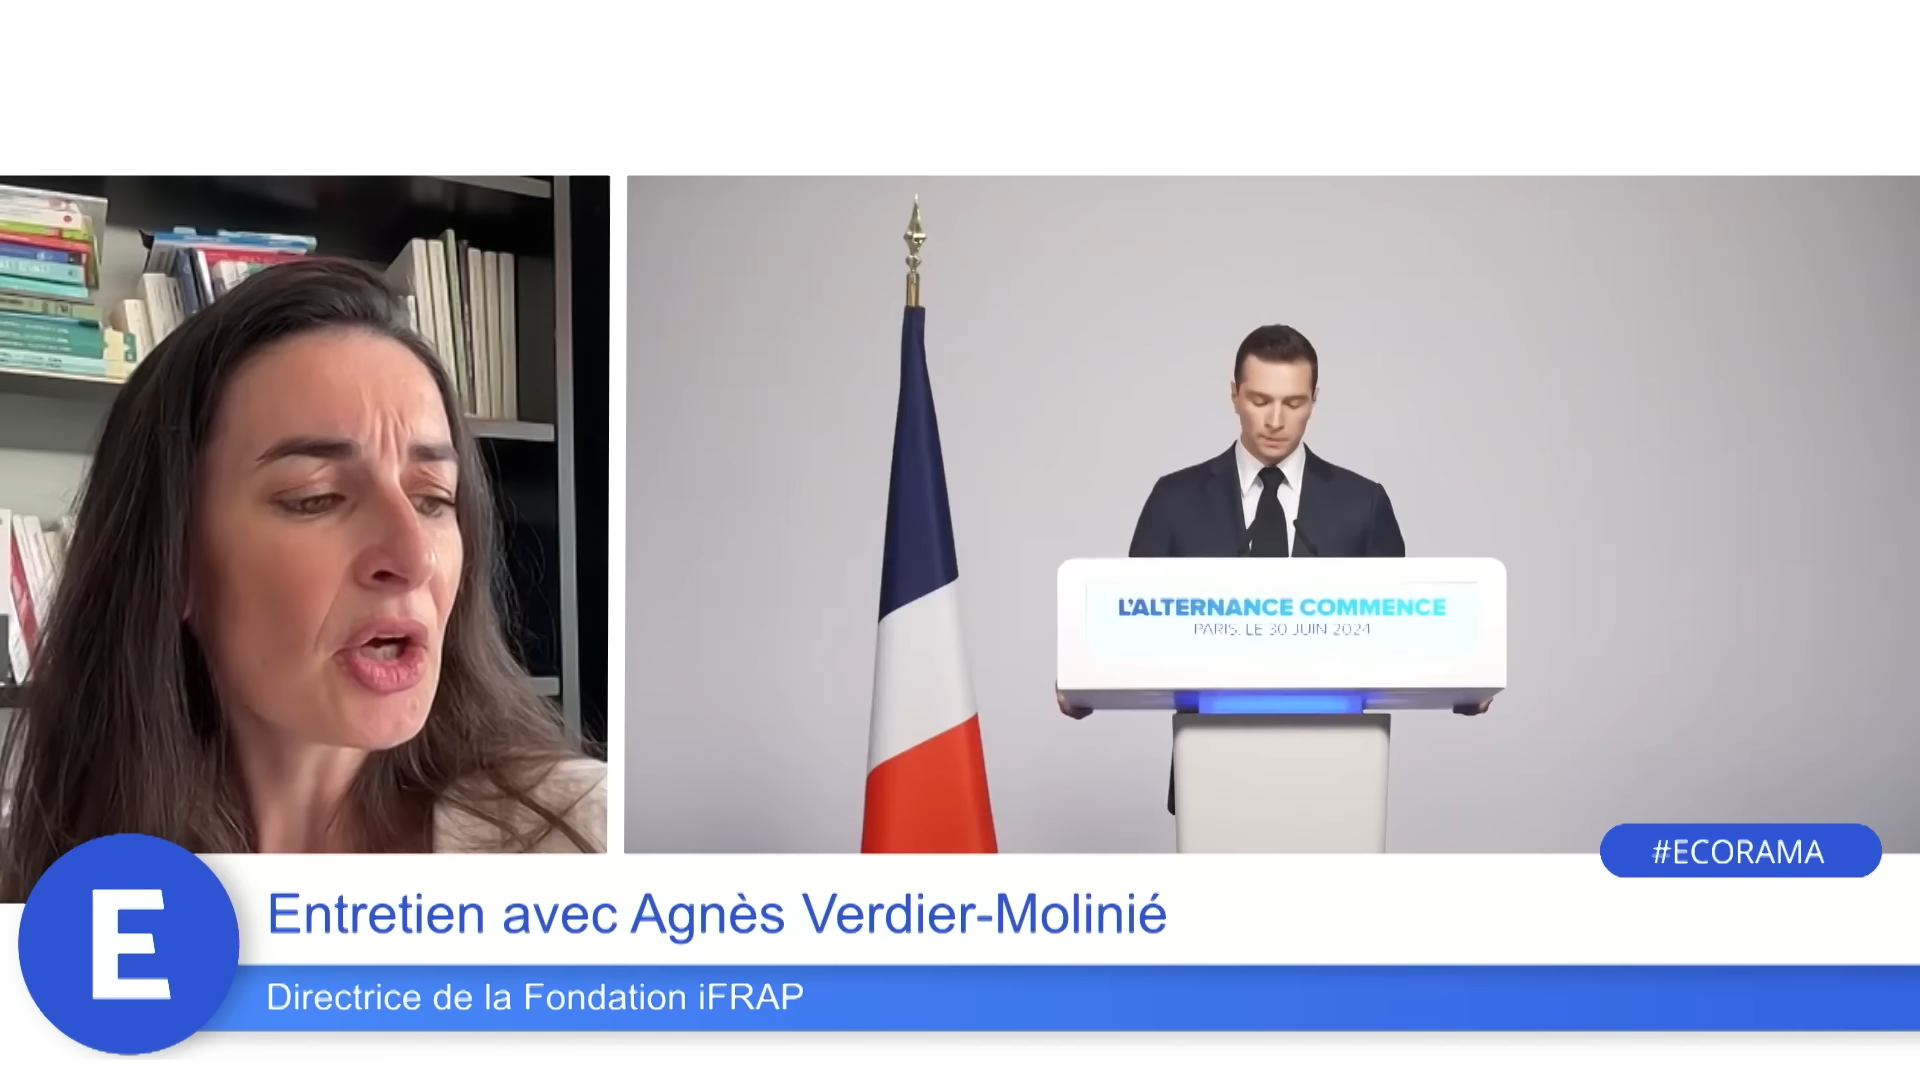 L'ALTERNANCE COMMENCE
PARIS, LE 30 JUIN 2024
#ECORAMA
E
Entretien avec Agnès Verdier-Molinié
Directrice de la Fondation iFRAP